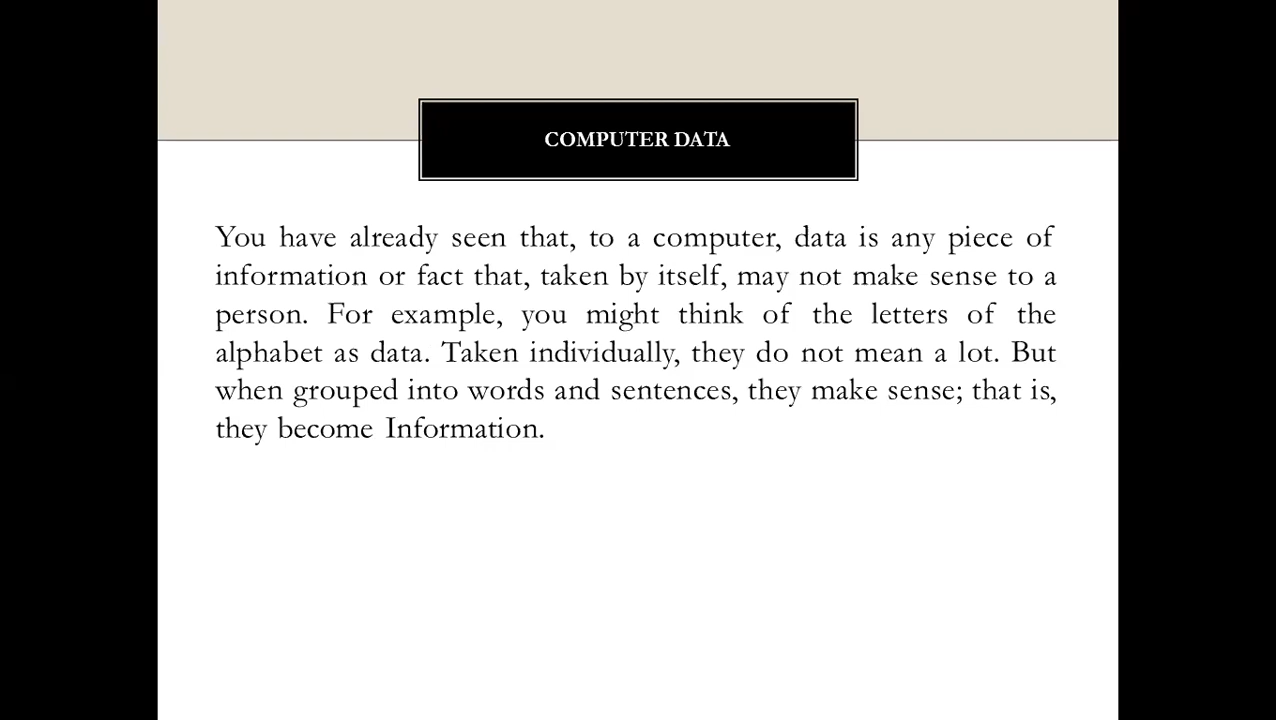 COMPUTER DATA
You have already seen that, to a computer, data is any piece of
information or fact that, taken by itself, may not make sense to a
person. For example, you might think of the letters of the
alphabet as data. Taken individually, they do not mean a lot. But
when grouped into words and sentences, they make sense; that is,
they become Information.